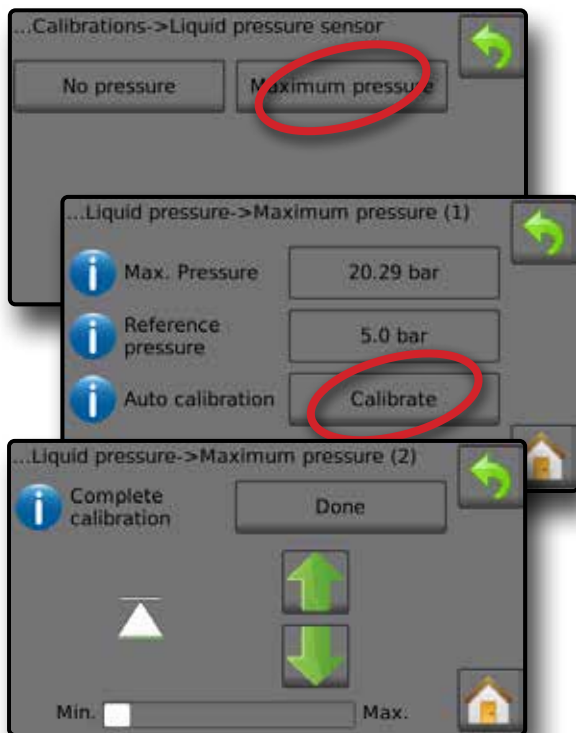 ...Calibrations->Liquid pressure sensor
No pressure
Maximum pressure
...Liquid pressure->Maximum pressure (1)
Max. Pressure
20.29 bar
Reference
pressure
5.0 bar
Auto calibration
Calibrate
...Liquid pressure->Maximum pressure (2)
Complete
calibration
Done
Min.
Max.